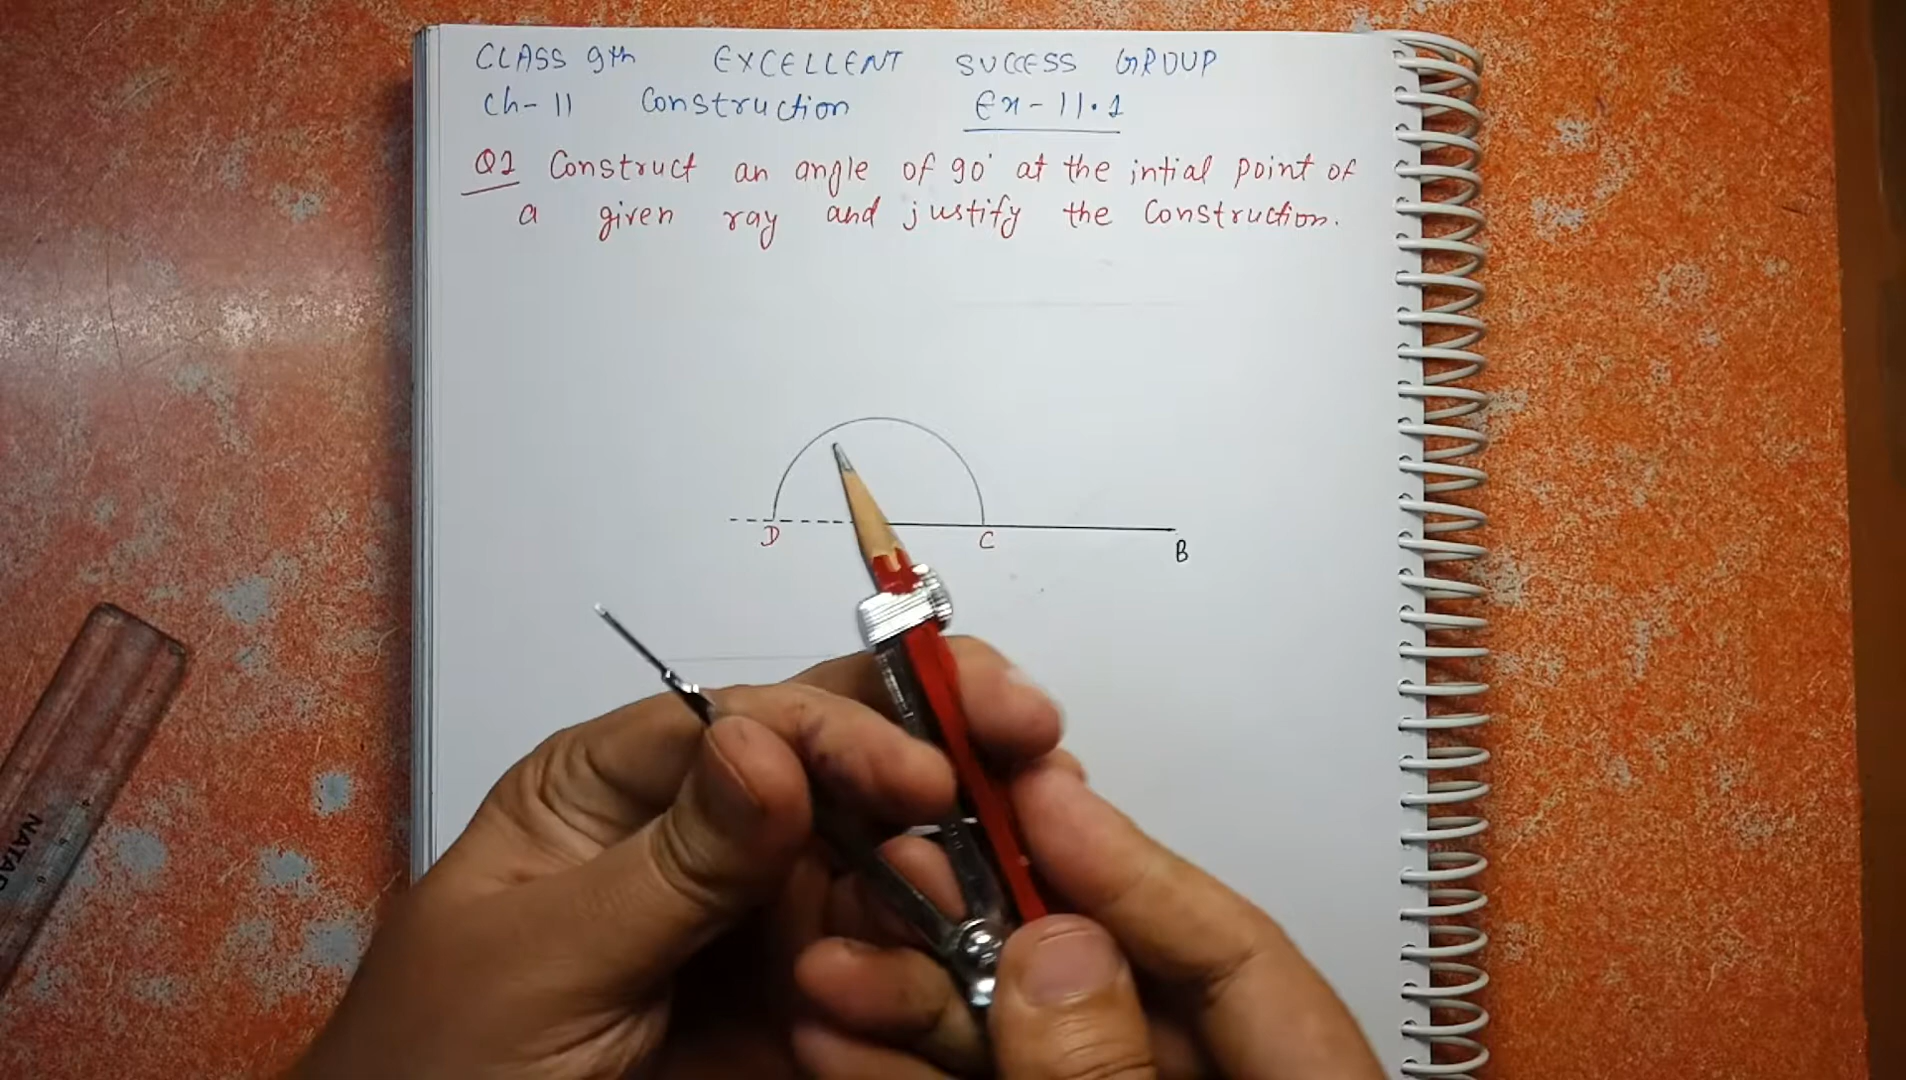 CLASS 9th EXCELLENT SUCCESS GROUP
Ch-11 Construction Ex-11.1
Q1 Construct an angle of 90° at the intial point of
a given ray and justify the Construction.
D C B
NATAR